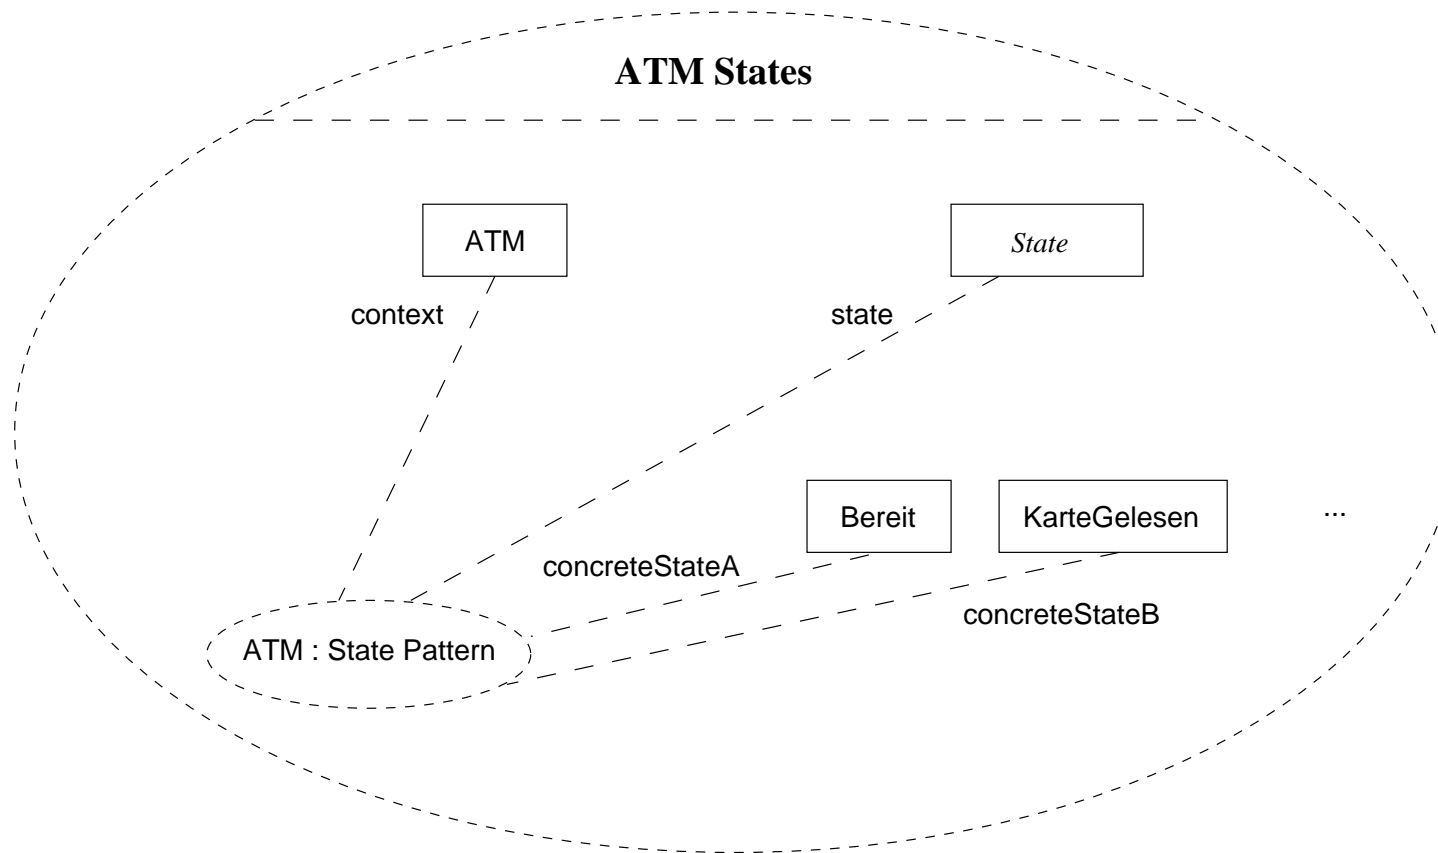 ATM States
ATM
State
context
state
Bereit
KarteGelesen
...
concreteStateA
concreteStateB
ATM : State Pattern